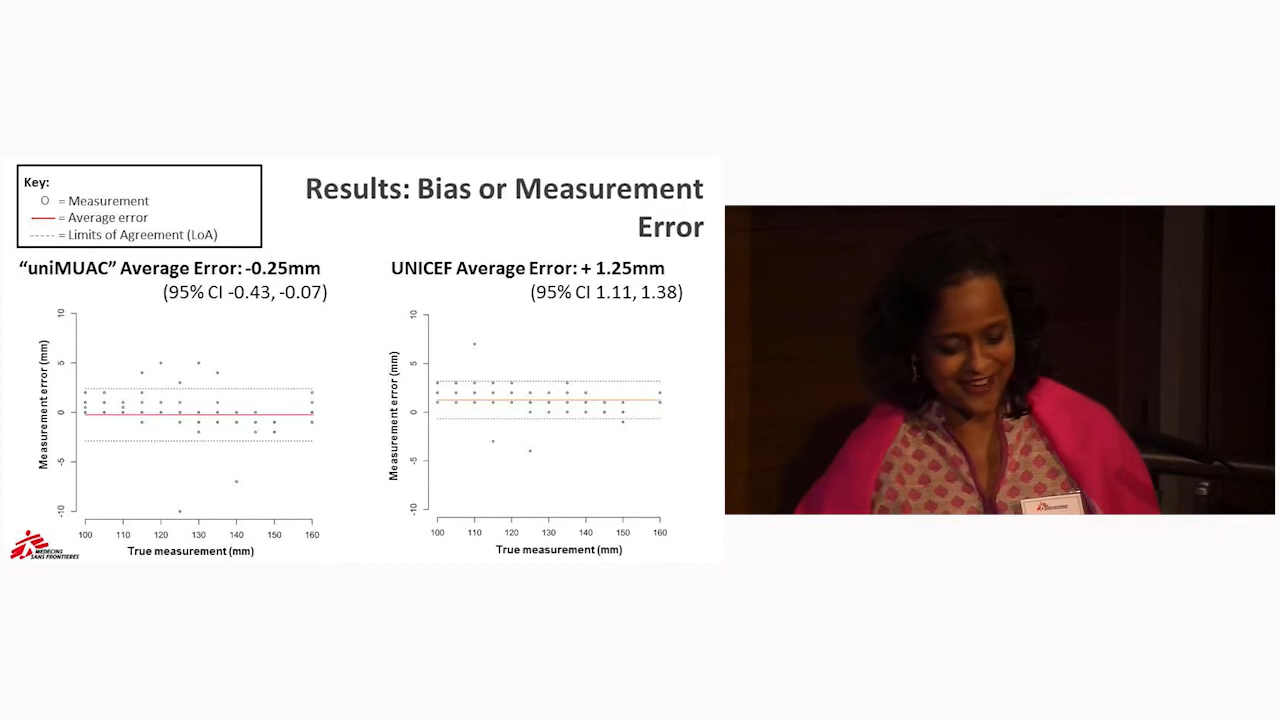 Key:
O = Measurement
= Average error
= Limits of Agreement (LoA)
Results: Bias or Measurement
Error
“uniMUAC” Average Error: -0.25mm
(95% CI -0.43, -0.07)
Measurement error (mm)
10
5
0
-5
-10
100 110 120 130 140 150 160
True measurement (mm)
UNICEF Average Error: + 1.25mm
(95% CI 1.11, 1.38)
Measurement error (mm)
10
5
0
-5
-10
100 110 120 130 140 150 160
True measurement (mm)
MEDECINS
SANS FRONTIERES